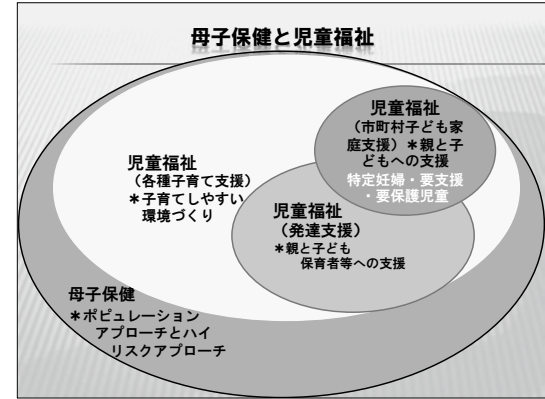 母子保健と児童福祉
児童福祉
（市町村子ども家
庭支援）＊親と子
どもへの支援
特定妊婦・要支援
・要保護児童
児童福祉
（各種子育て支援）
＊子育てしやすい
環境づくり
児童福祉
（発達支援）
＊親と子ども
保育者等への支援
母子保健
＊ポピュレーション
アプローチとハイ
リスクアプローチ